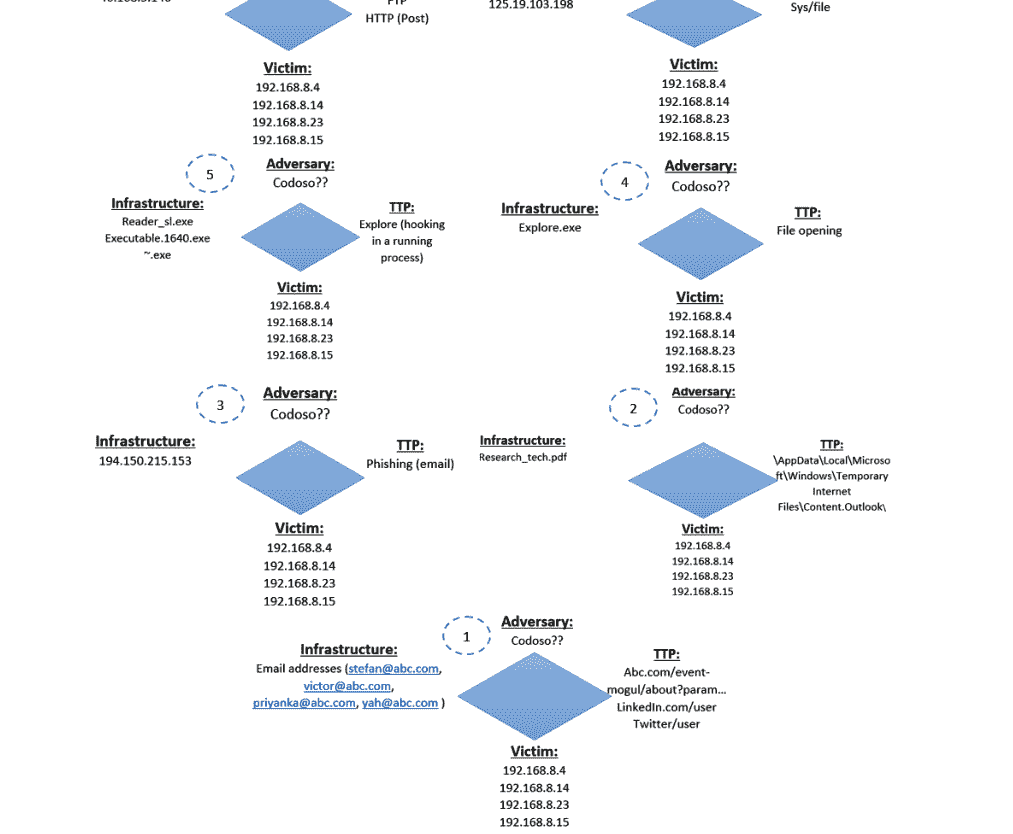 FTP
HTTP (Post)
125.19.103.198
Sys/file
Victim:
192.168.8.4
192.168.8.14
192.168.8.23
192.168.8.15
Victim:
192.168.8.4
192.168.8.14
192.168.8.23
192.168.8.15
5
Adversary:
Codoso??
Infrastructure:
Reader_sl.exe
Executable.1640.exe
~.exe
TTP:
Explore (hooking
in a running
process)
Victim:
192.168.8.4
192.168.8.14
192.168.8.23
192.168.8.15
4
Adversary:
Codoso??
Infrastructure:
Explore.exe
TTP:
File opening
Victim:
192.168.8.4
192.168.8.14
192.168.8.23
192.168.8.15
3
Adversary:
Codoso??
Infrastructure:
194.150.215.153
TTP:
Phishing (email)
Victim:
192.168.8.4
192.168.8.14
192.168.8.23
192.168.8.15
2
Adversary:
Codoso??
Infrastructure:
Research_tech.pdf
TTP:
\AppData\Local\Microso
ft\Windows\Temporary
Internet
Files\Content.Outlook\
Victim:
192.168.8.4
192.168.8.14
192.168.8.23
192.168.8.15
1
Adversary:
Codoso??
Infrastructure:
Email addresses (stefan@abc.com,
victor@abc.com,
priyanka@abc.com, yah@abc.com )
TTP:
Abc.com/event-
mogul/about?param...
LinkedIn.com/user
Twitter/user
Victim:
192.168.8.4
192.168.8.14
192.168.8.23
192.168.8.15